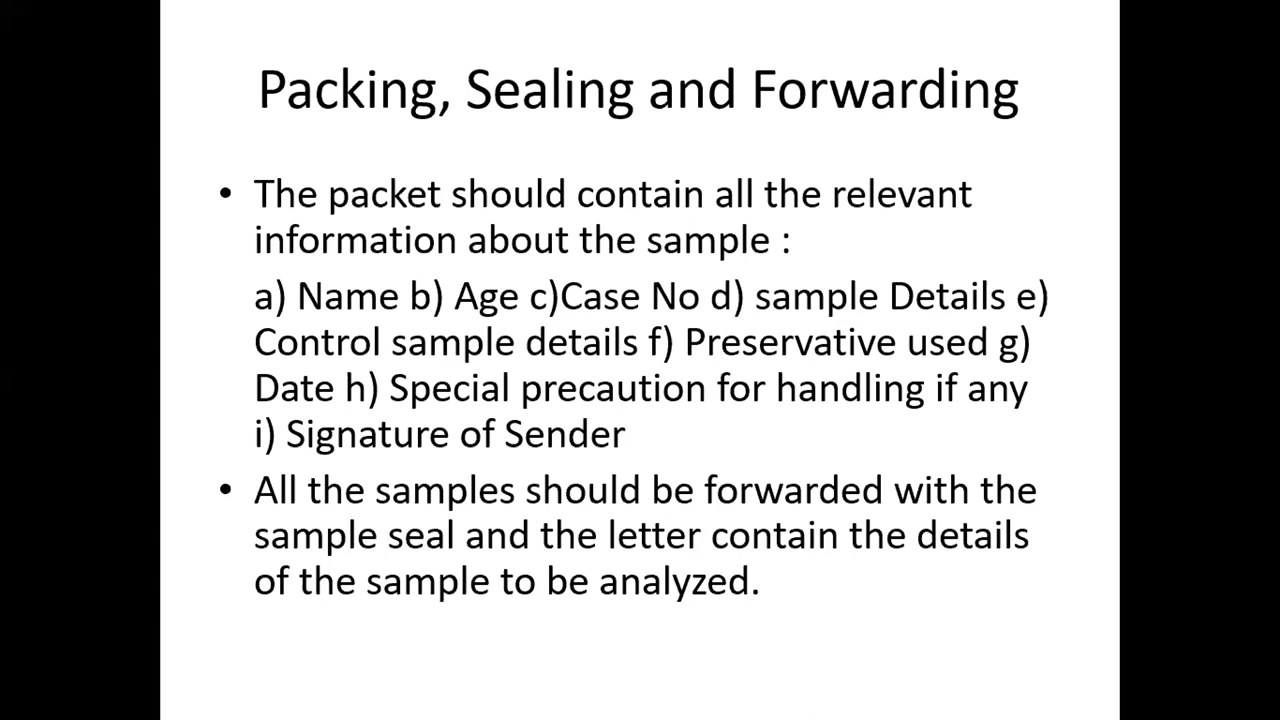 Packing, Sealing and Forwarding
• The packet should contain all the relevant
information about the sample :
a) Name b) Age c)Case No d) sample Details e)
Control sample details f) Preservative used g)
Date h) Special precaution for handling if any
i) Signature of Sender
• All the samples should be forwarded with the
sample seal and the letter contain the details
of the sample to be analyzed.